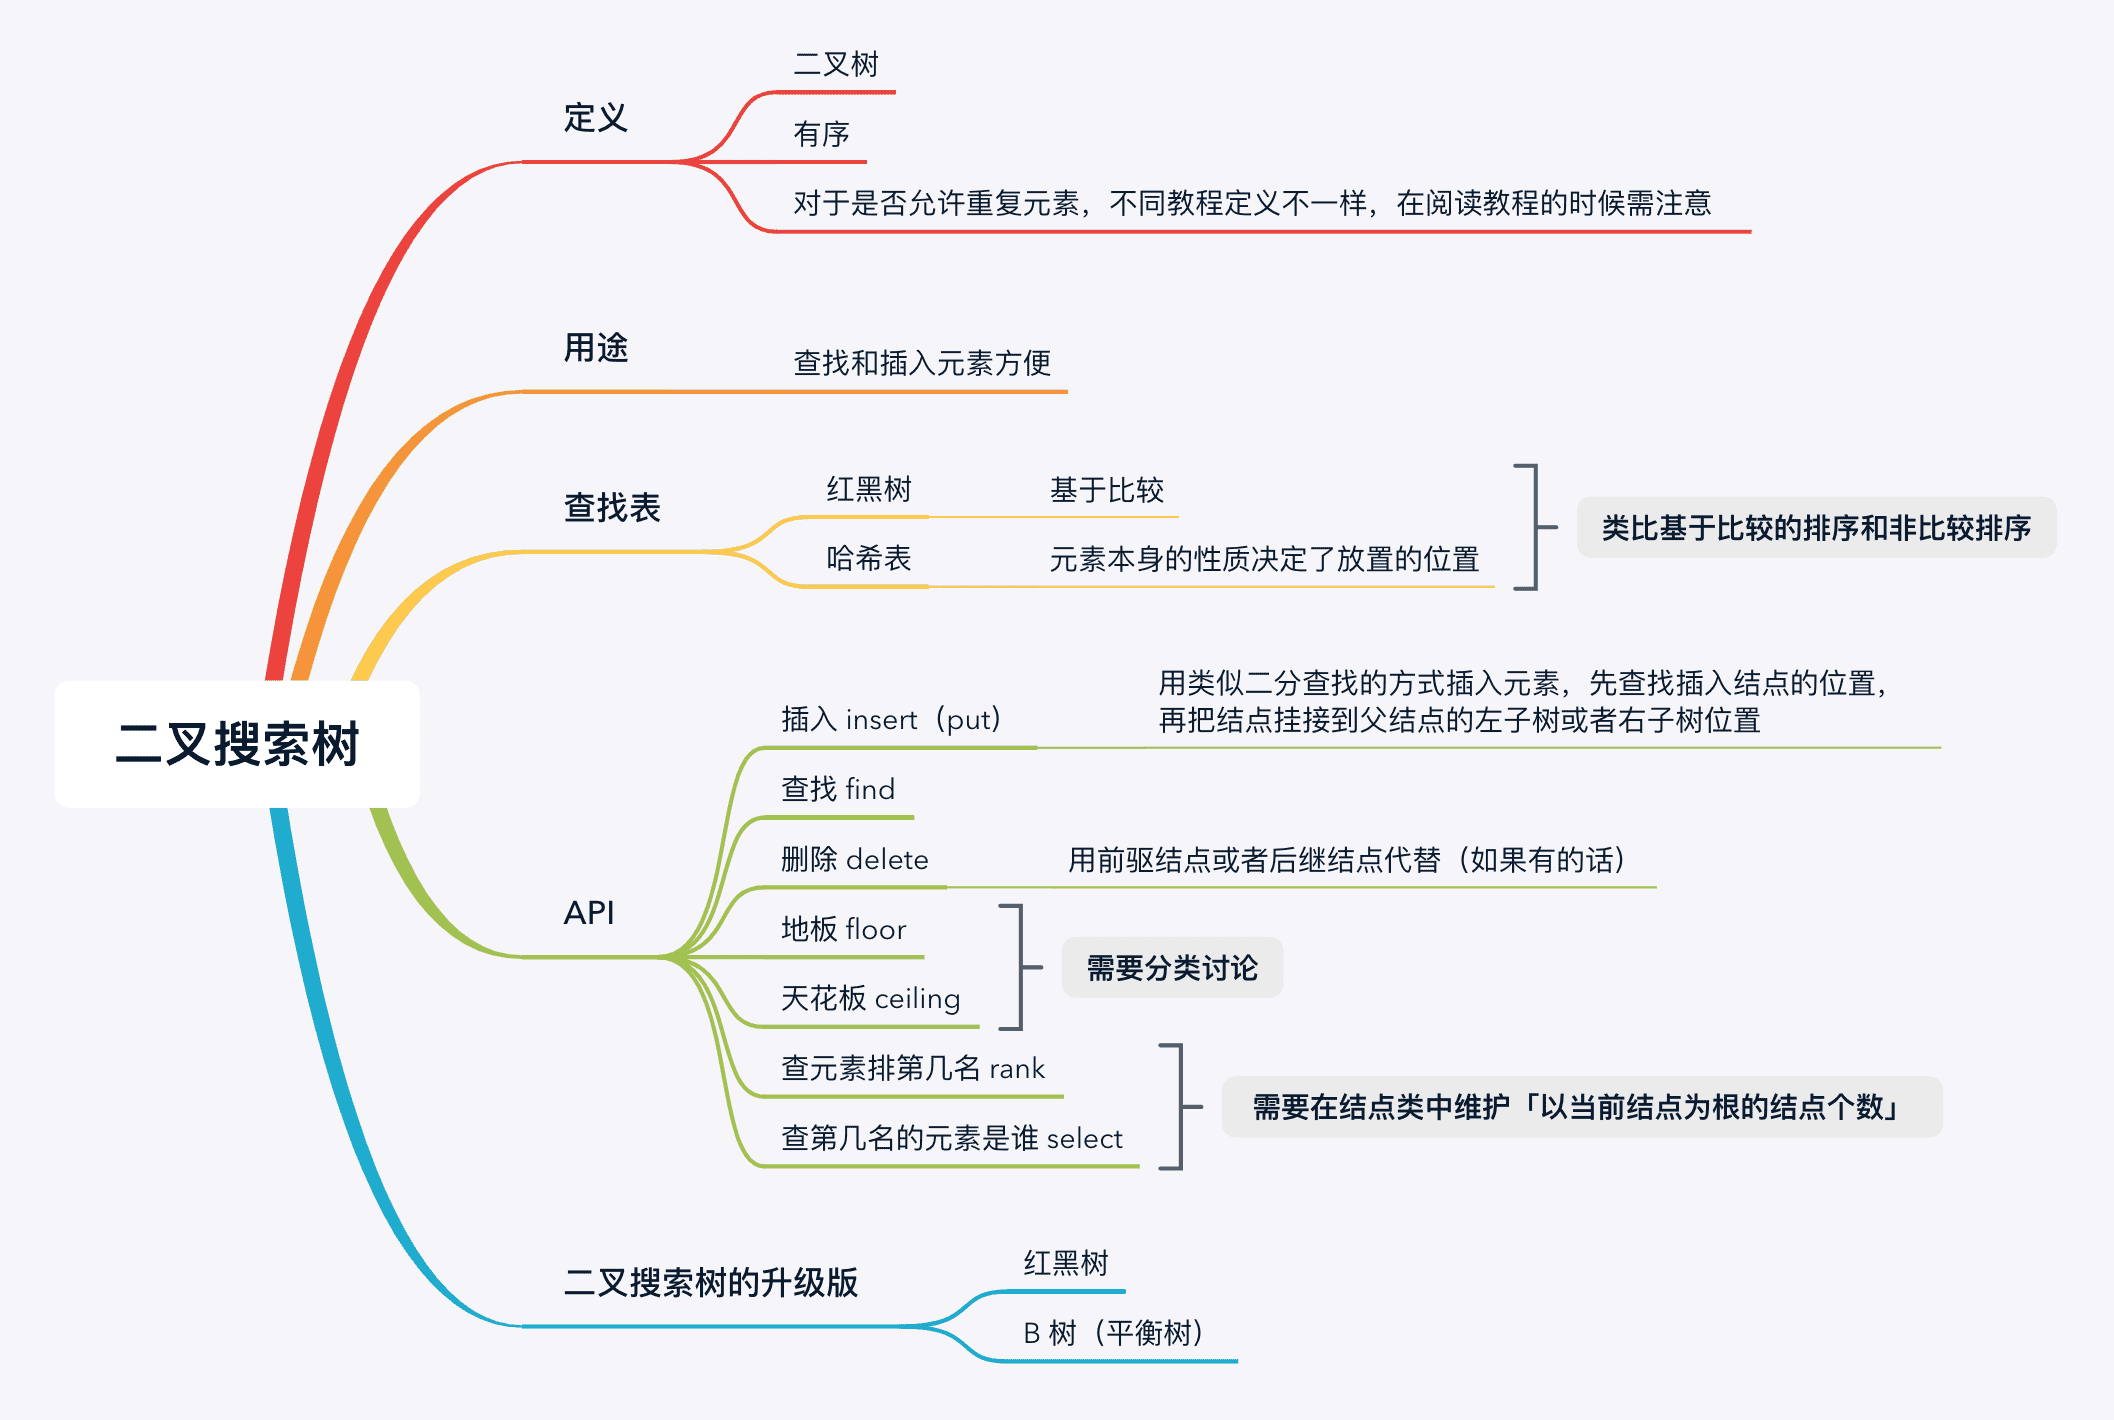 二叉搜索树
定义
二叉树
有序
对于是否允许重复元素，不同教程定义不一样，在阅读教程的时候需注意
用途
查找和插入元素方便
查找表
红黑树
基于比较
哈希表
元素本身的性质决定了放置的位置
类比基于比较的排序和非比较排序
API
插入 insert（put）
用类似二分查找的方式插入元素，先查找插入结点的位置，
再把结点挂接到父结点的左子树或者右子树位置
查找 find
删除 delete
用前驱结点或者后继结点代替（如果有的话）
地板 floor
天花板 ceiling
需要分类讨论
查元素排第几名 rank
查第几名的元素是谁 select
需要在结点类中维护「以当前结点为根的结点个数」
二叉搜索树的升级版
红黑树
B 树（平衡树）